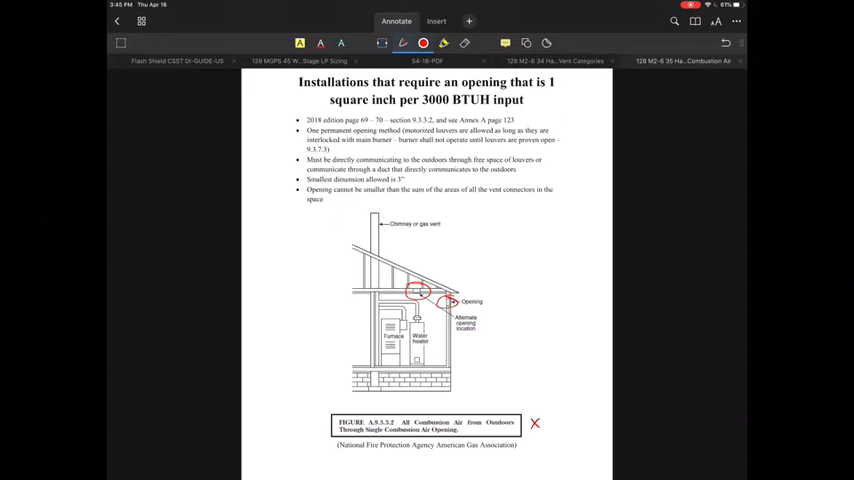 3:45 PM Thu Apr 16
61%
Annotate
Insert
Flash Shield CSST DI-GUIDE-US
128 MGPS 45 W...Stage LP Sizing
54-18-PDF
128 M2-6 34 Ha...Vent Categories
128 M2-6 35 Ha...Combustion Air
Installations that require an opening that is 1
square inch per 3000 BTUH input
• 2018 edition page 69 – 70 – section 9.3.3.2, and see Annex A page 123
• One permanent opening method (motorized louvers are allowed as long as they are
interlocked with main burner – burner shall not operate until louvers are proven open –
9.3.7.3)
• Must be directly communicating to the outdoors through free space of louvers or
communicate through a duct that directly communicates to the outdoors
• Smallest dimension allowed is 3"
• Opening cannot be smaller than the sum of the areas of all the vent connectors in the
space
Chimney or gas vent
Opening
Alternate
opening
location
Furnace
Water
heater
FIGURE A.9.3.3.2 All Combustion Air from Outdoors
Through Single Combustion Air Opening.
(National Fire Protection Agency American Gas Association)